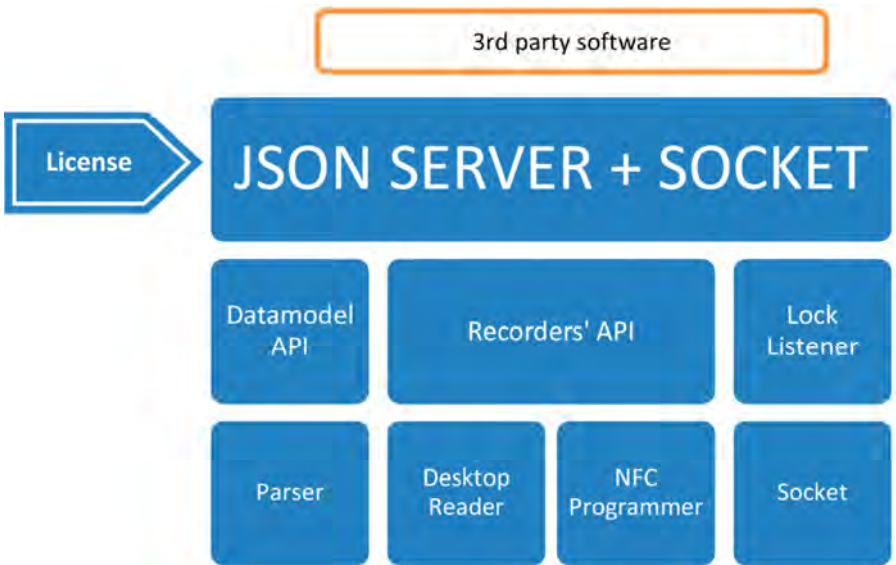 3rd party software
License
JSON SERVER + SOCKET
Datamodel
API
Recorders' API
Lock
Listener
Parser
Desktop
Reader
NFC
Programmer
Socket